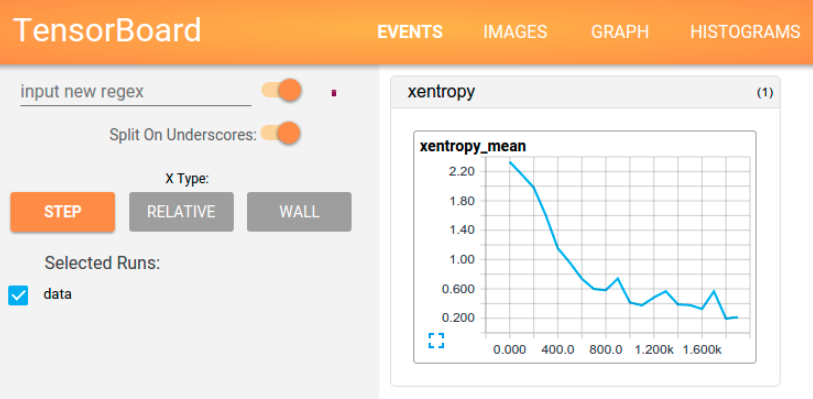 TensorBoard
EVENTS IMAGES GRAPH HISTOGRAMS
input new regex
Split On Underscores:
X Type:
STEP RELATIVE WALL
Selected Runs:
data
xentropy (1)
xentropy_mean
2.20
1.80
1.40
1.00
0.600
0.200
0.000 400.0 800.0 1.200k 1.600k